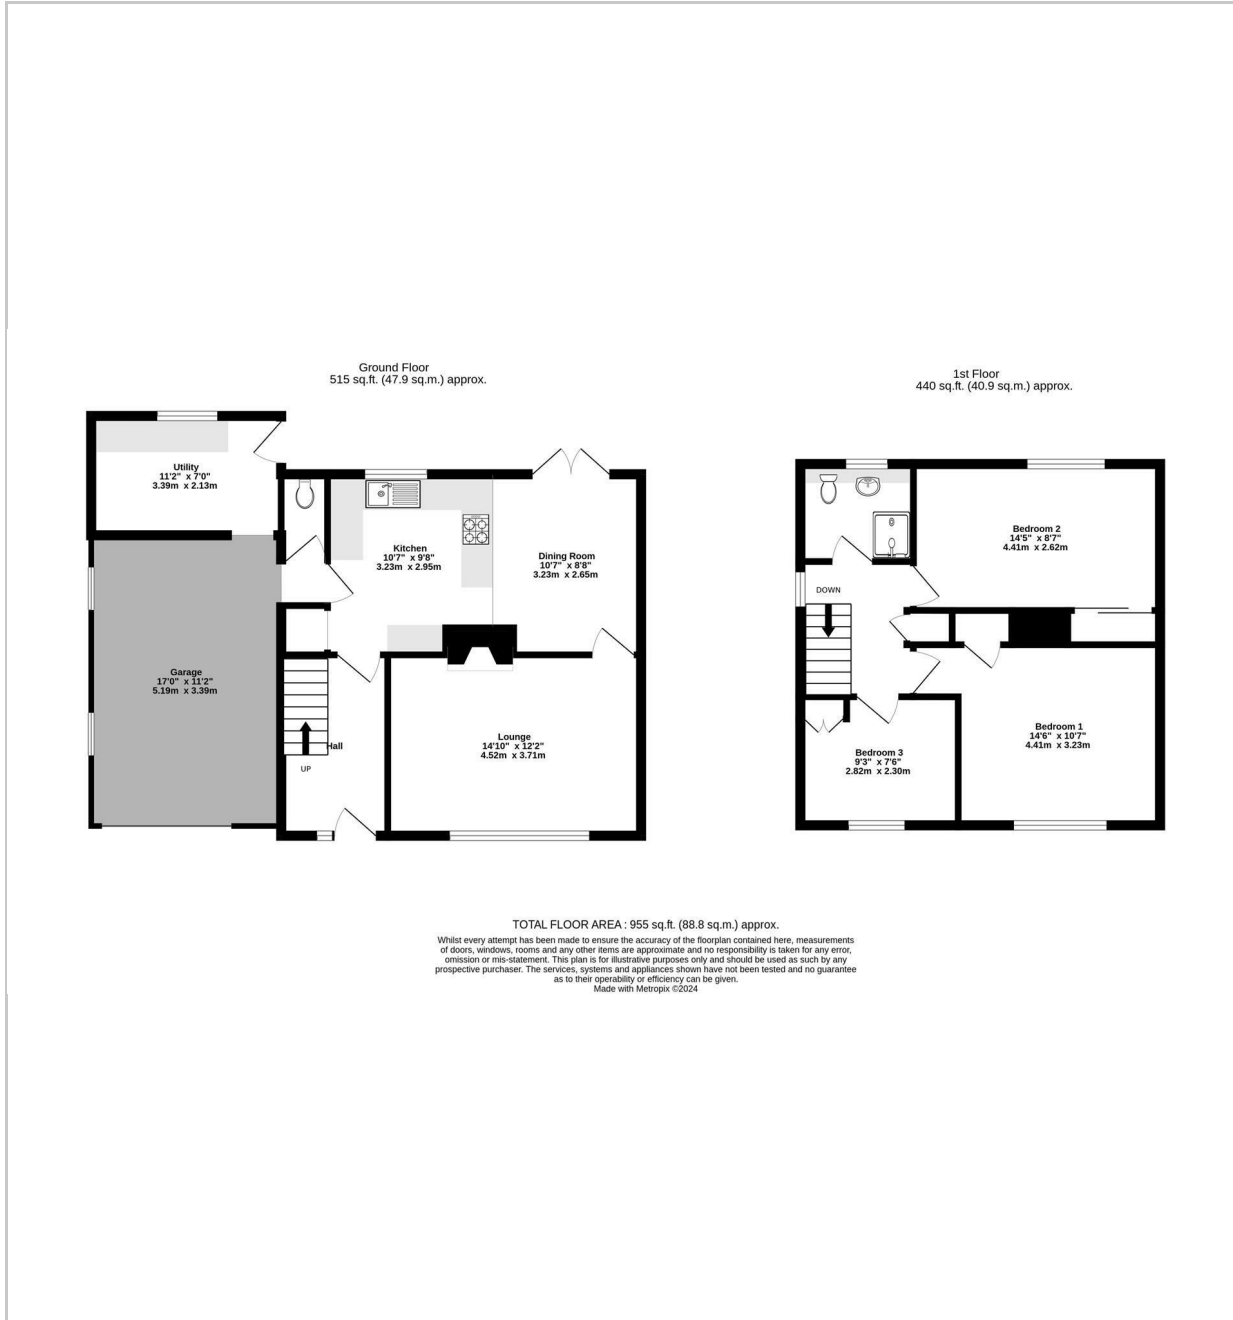 Ground Floor
515 sq.ft. (47.9 sq.m.) approx.
1st Floor
440 sq.ft. (40.9 sq.m.) approx.
Utility
11'2" x 7'0"
3.39m x 2.13m
Kitchen
10'7" x 9'8"
3.23m x 2.95m
Dining Room
10'7" x 8'8"
3.23m x 2.65m
Garage
17'0" x 11'2"
5.19m x 3.39m
Hall
UP
Lounge
14'10" x 12'2"
4.52m x 3.71m
Bedroom 2
14'5" x 8'7"
4.41m x 2.62m
DOWN
Bedroom 1
14'6" x 10'7"
4.41m x 3.23m
Bedroom 3
9'3" x 7'6"
2.82m x 2.30m
TOTAL FLOOR AREA : 955 sq.ft. (88.8 sq.m.) approx.
Whilst every attempt has been made to ensure the accuracy of the floorplan contained here, measurements
of doors, windows, rooms and any other items are approximate and no responsibility is taken for any error,
omission or mis-statement. This plan is for illustrative purposes only and should be used as such by any
prospective purchaser. The services, systems and appliances shown have not been tested and no guarantee
as to their operability or efficiency can be given.
Made with Metropix ©2024